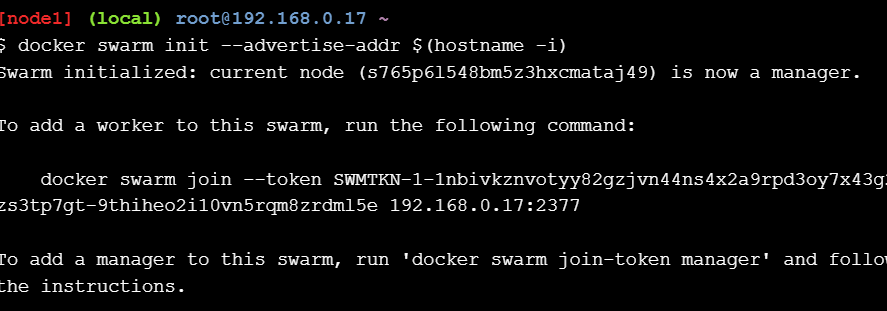 [node1] (local) root@192.168.0.17 ~
$ docker swarm init --advertise-addr $(hostname -i)
Swarm initialized: current node (s765p6l548bm5z3hxcmataj49) is now a manager.
To add a worker to this swarm, run the following command:
docker swarm join --token SWMTKN-1-1nbivkznvotyy82gzjvn44ns4x2a9rpd3oy7x43g
zs3tp7gt-9thiheo2i10vn5rqm8zrdml5e 192.168.0.17:2377
To add a manager to this swarm, run 'docker swarm join-token manager' and follow
the instructions.